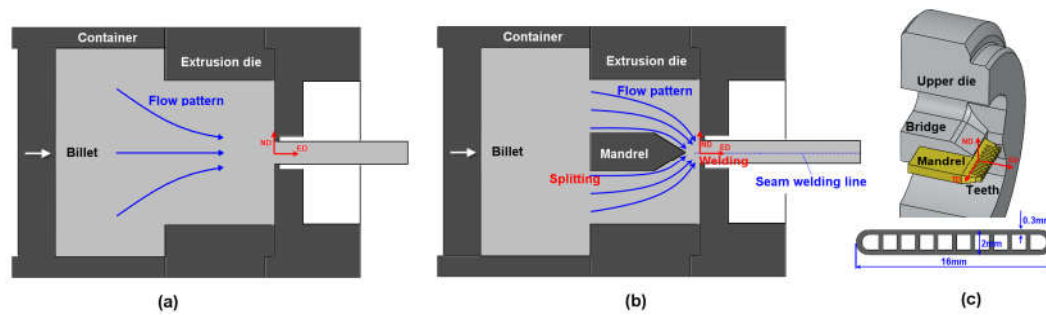 Container
Extrusion die
Flow pattern
ND
ED
Billet
(a)
Container
Extrusion die
Flow pattern
ND
ED
Billet
Mandrel
Welding
Splitting
Seam welding line
(b)
Upper die
Bridge
ND
Mandrel
Teeth
0.3mm
2mm
16mm
(c)